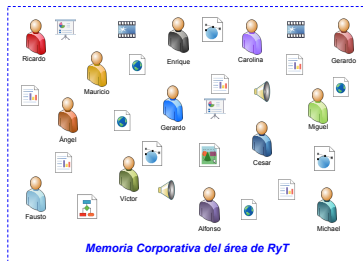 Ricardo
Enrique
Carolina
Gerardo
Mauricio
Gerardo
Miguel
Ángel
Cesar
Fausto
Víctor
Alfonso
Michael
Memoria Corporativa del área de RyT